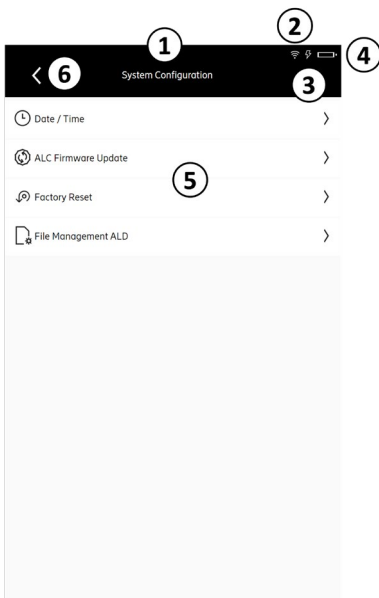 2
1
4
6
System Configuration
3
Date / Time
ALC Firmware Update
5
Factory Reset
File Management ALD